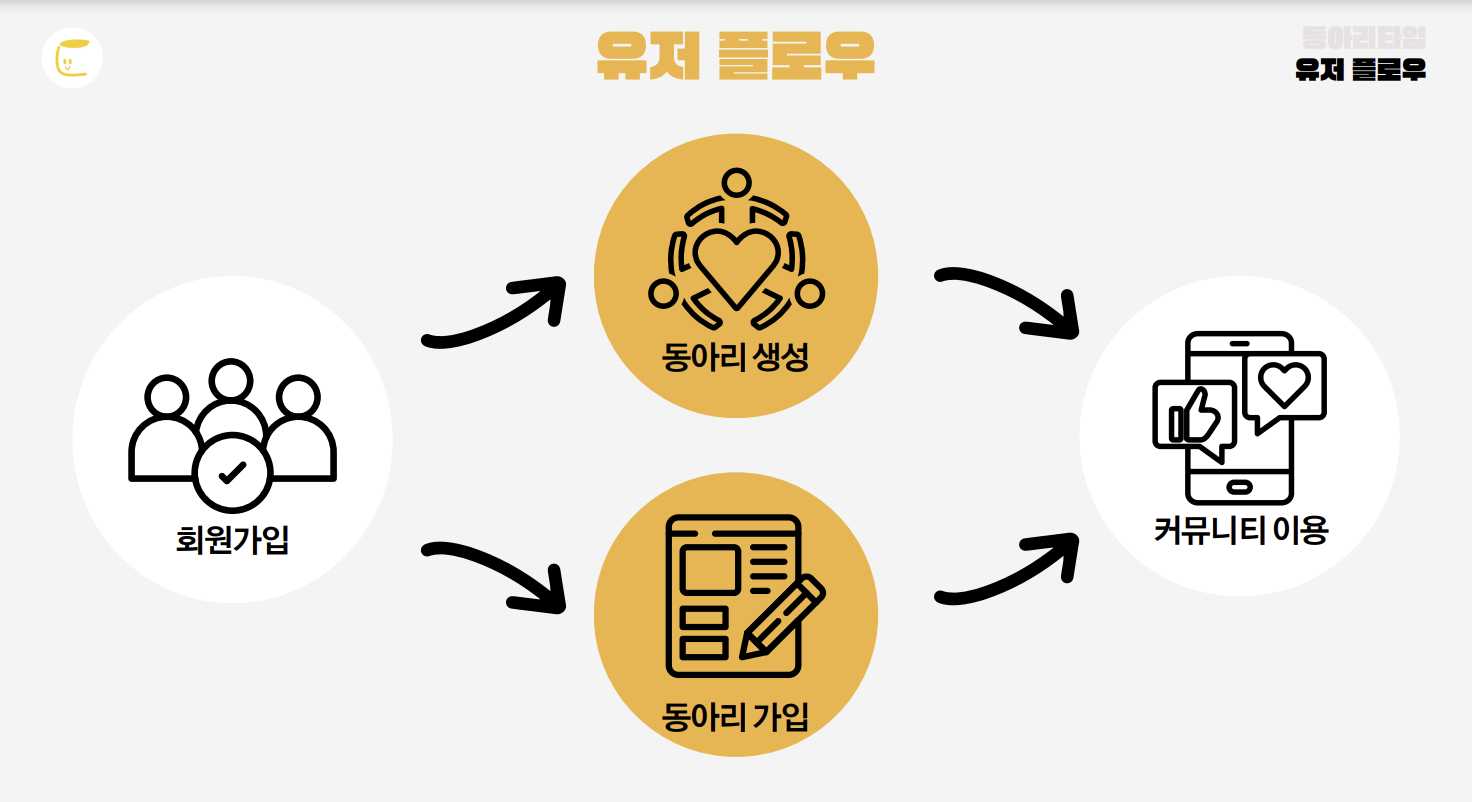 유저 플로우
동아리타임
유저 플로우
동아리 생성
회원가입
커뮤니티 이용
동아리 가입